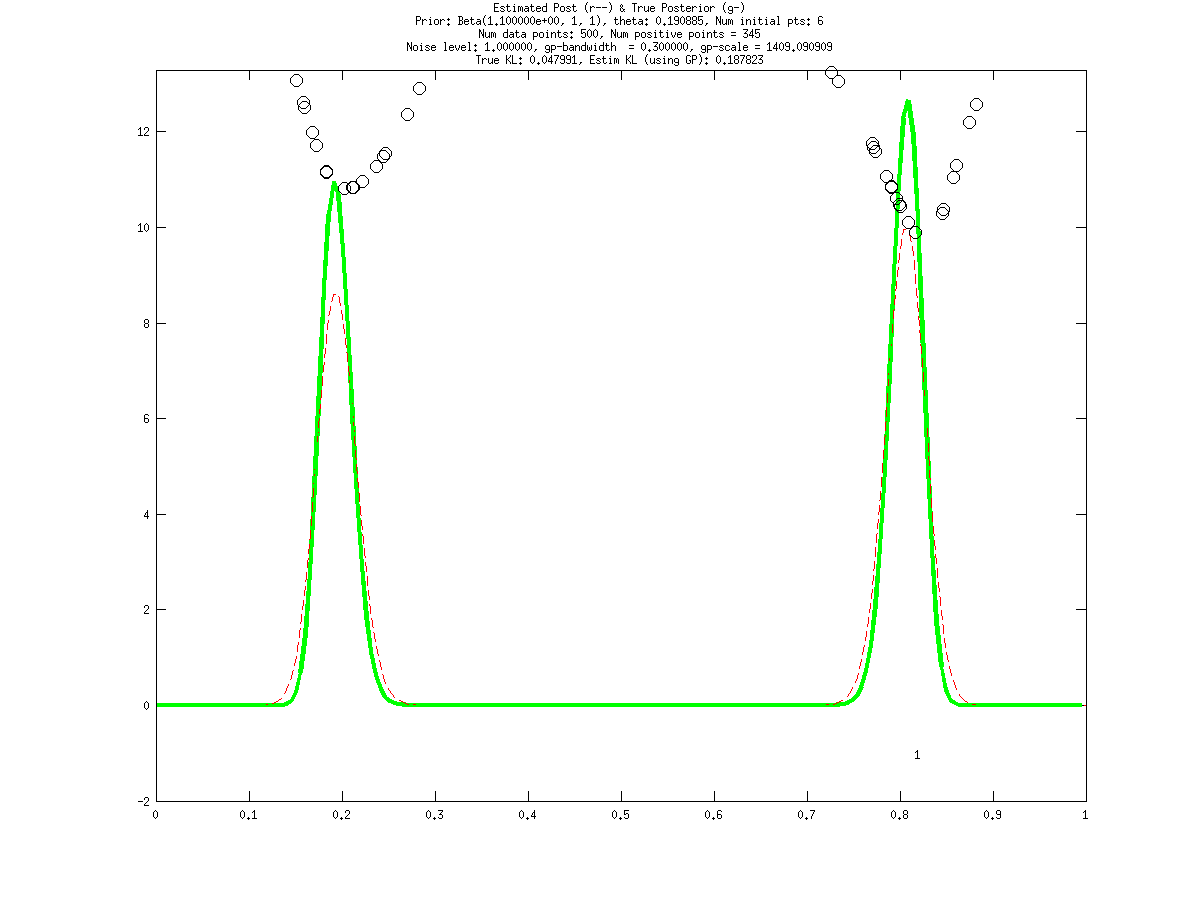 Estimated Post (r--) & True Posterior (g-)
Prior: Beta(1.100000e+00, 1, 1), theta: 0.190885, Num initial pts: 6
Num data points: 500, Num positive points = 345
Noise level: 1.000000, gp-bandwidth  = 0.300000, gp-scale = 1409.090909
True KL: 0.047991, Estim KL (using GP): 0.187823
12
10
8
6
4
2
0
1
-2
0 0.1 0.2 0.3 0.4 0.5 0.6 0.7 0.8 0.9 1